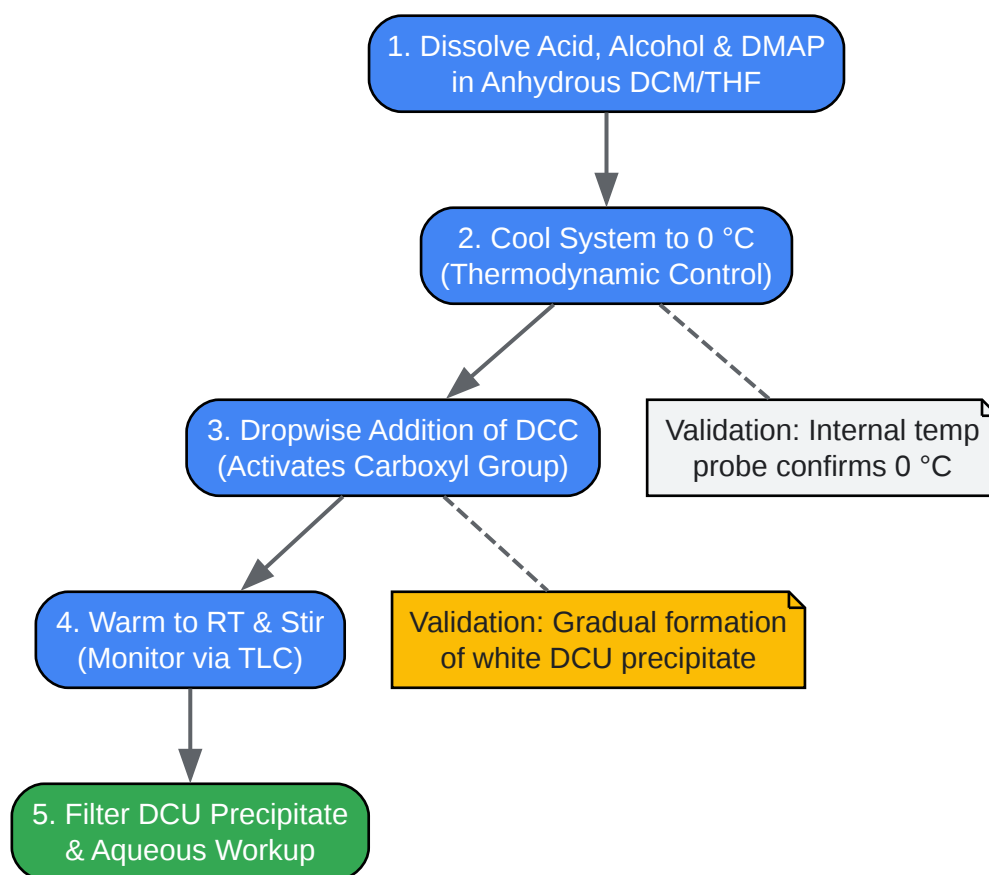 1. Dissolve Acid, Alcohol & DMAP
in Anhydrous DCM/THF
2. Cool System to 0 °C
(Thermodynamic Control)
3. Dropwise Addition of DCC
(Activates Carboxyl Group)
Validation: Internal temp
probe confirms 0 °C
4. Warm to RT & Stir
(Monitor via TLC)
Validation: Gradual formation
of white DCU precipitate
5. Filter DCU Precipitate
& Aqueous Workup